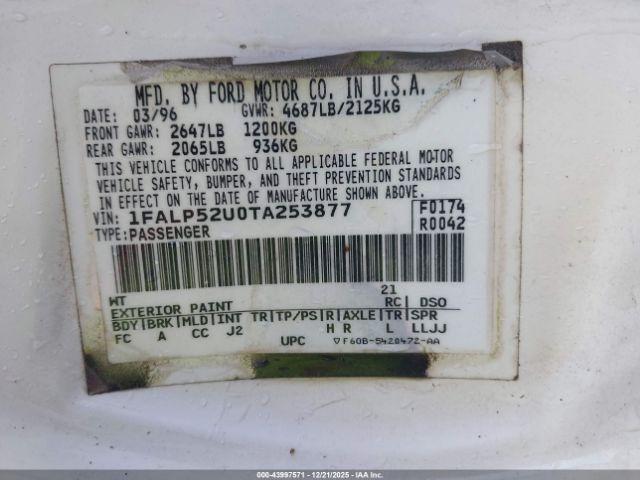 MFD. BY FORD MOTOR CO. IN U.S.A.
DATE: 03/96 GVWR: 4687LB/2125KG
FRONT GAWR: 2647LB 1200KG
REAR GAWR: 2065LB 936KG
THIS VEHICLE CONFORMS TO ALL APPLICABLE FEDERAL MOTOR
VEHICLE SAFETY, BUMPER, AND THEFT PREVENTION STANDARDS
IN EFFECT ON THE DATE OF MANUFACTURE SHOWN ABOVE.
VIN: 1FALP52U0TA253877 F0174
TYPE: PASSENGER R0042
21
WT RC| DSO
EXTERIOR PAINT
BDY|BRK|MLD|INT TR|TP/PS|R|AXLE|TR|SPR
FC A CC J2 H R L LLJJ
UPC ▽F60B-5420472-AA
000-43997571 - 12/21/2025 - IAAI.com